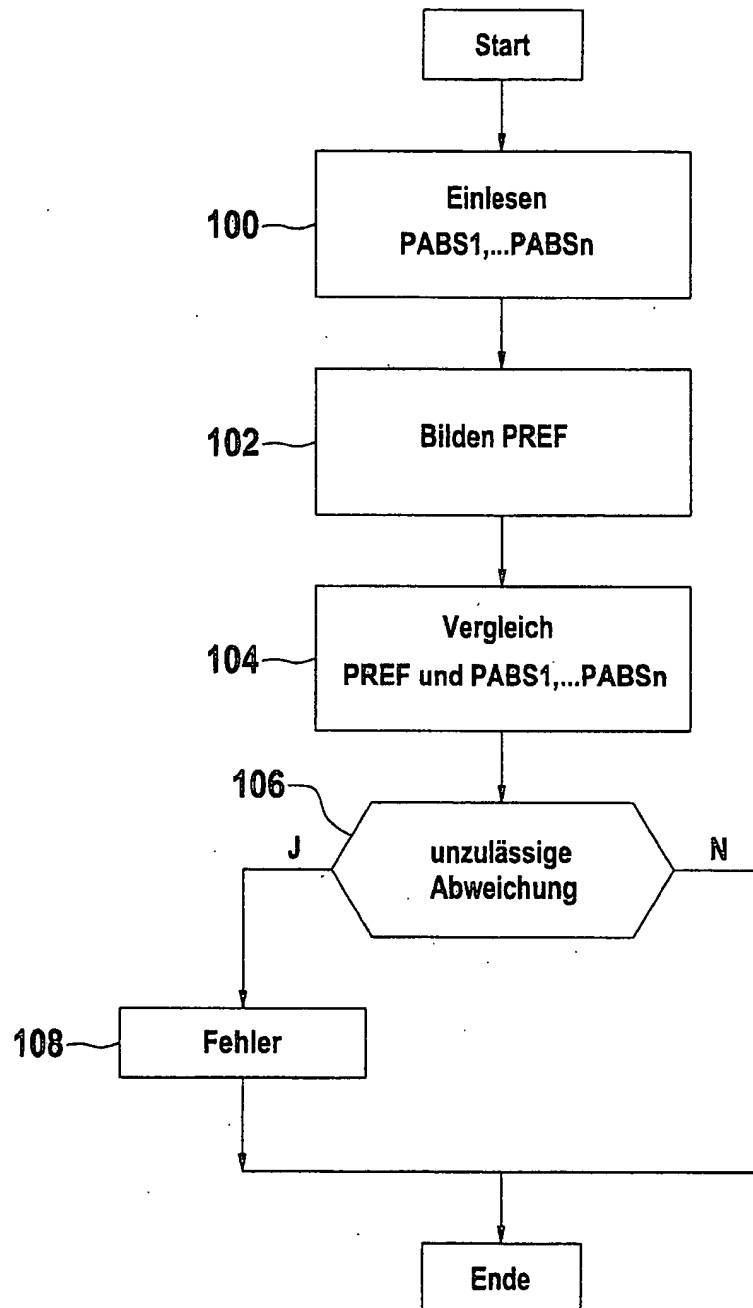 Start
Einlesen
PABS1,...PABSn
100
Bilden PREF
102
Vergleich
PREF und PABS1,...PABSn
104
106
J
unzulässige
Abweichung
N
Fehler
108
Ende